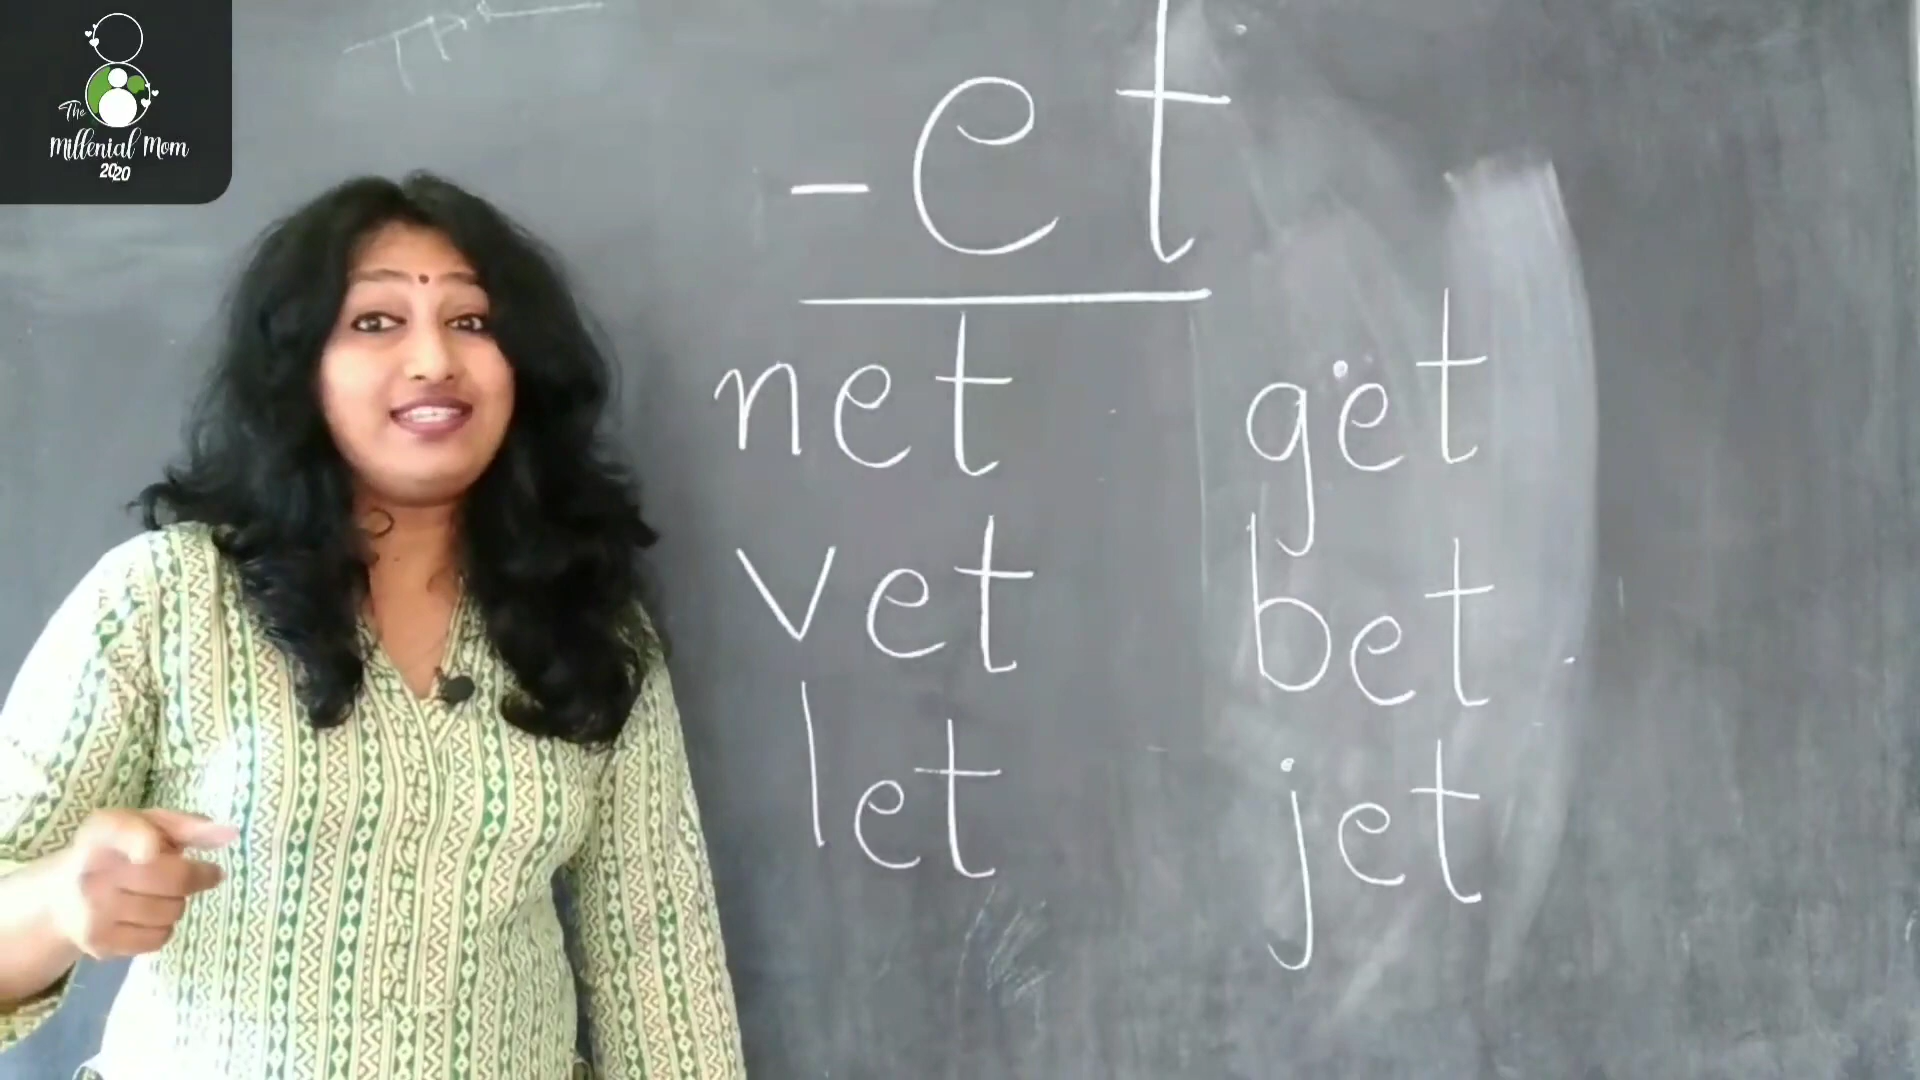 The
Millenial Mom
2020
- et
net get
vet bet
let jet